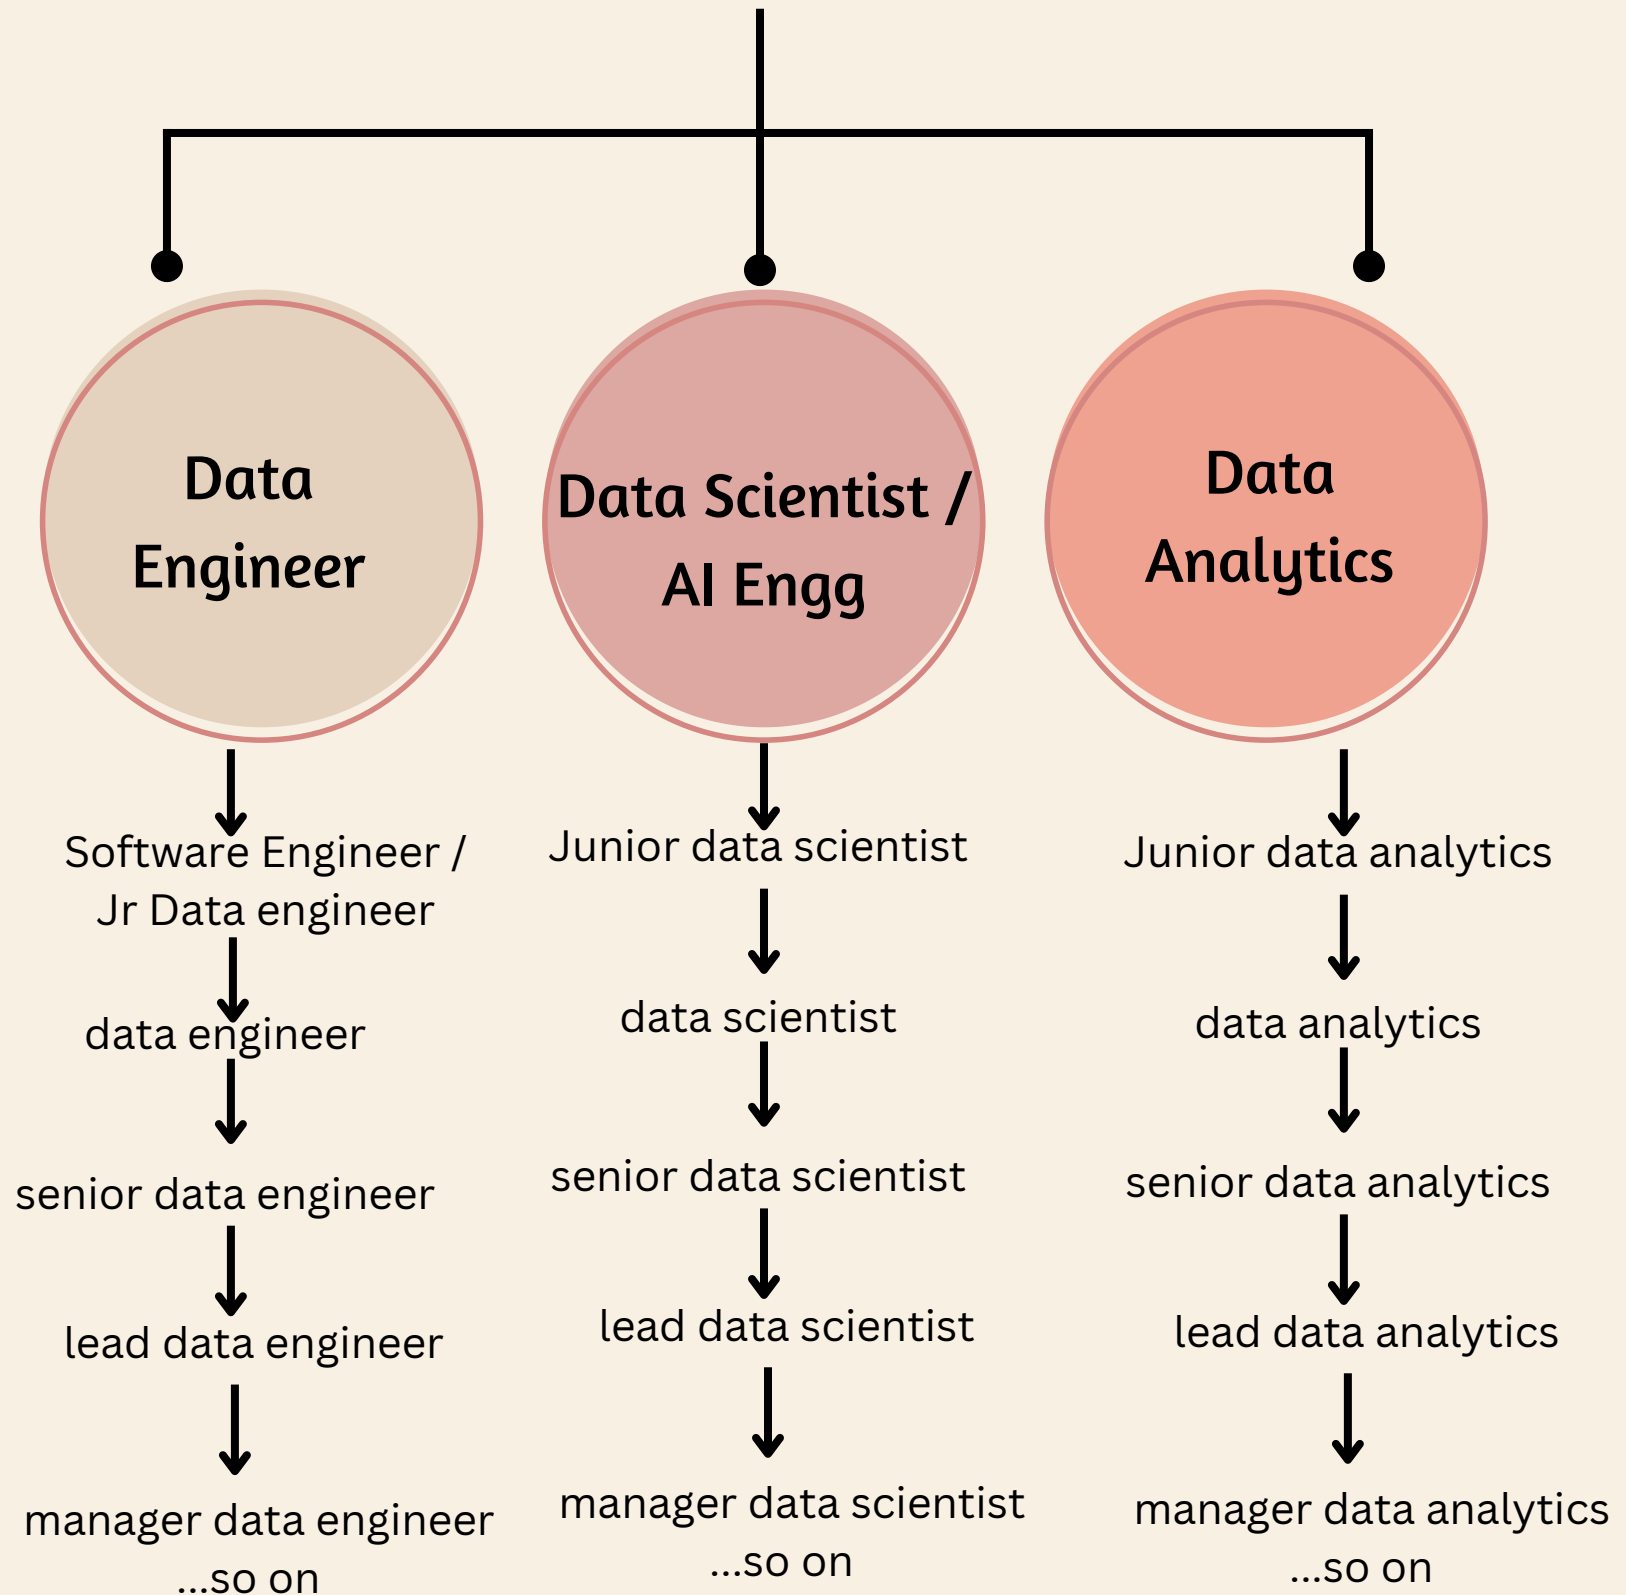 Data
Engineer
Data Scientist /
AI Engg
Data
Analytics
Software Engineer /
Jr Data engineer
data engineer
senior data engineer
lead data engineer
manager data engineer
...so on
Junior data scientist
data scientist
senior data scientist
lead data scientist
manager data scientist
...so on
Junior data analytics
data analytics
senior data analytics
lead data analytics
manager data analytics
...so on